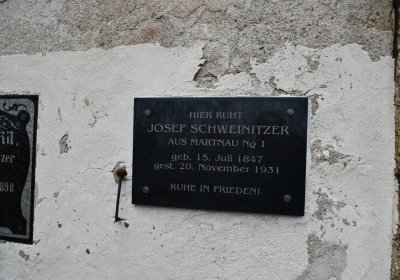 HIER RUHT
JOSEF SCHWEINITZER
AUS MARTNAU No 1
geb. 15. Juli 1847
gest. 20. November 1931
RUHE IN FRIEDEN!
898.